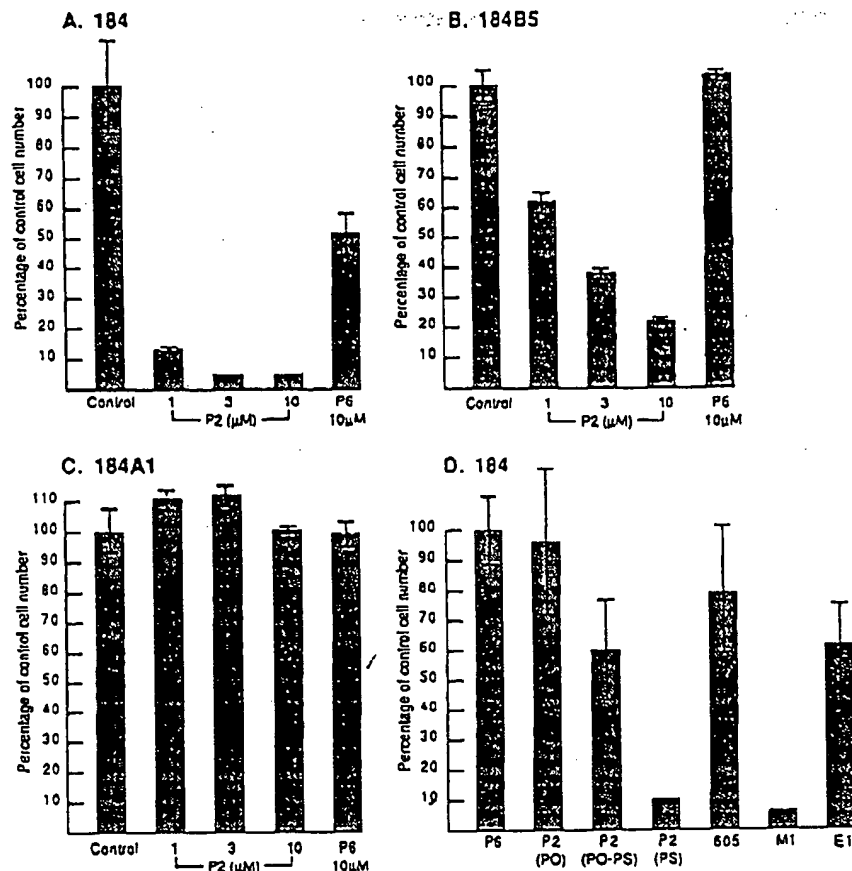 A. 184
Percentage of control cell number
100
90
80
70
60
50
40
30
20
10
Control
1
3
10
P6
P2 (μM)
10μM
B. 184B5
Percentage of control cell number
100
90
80
70
60
50
40
30
20
10
Control
1
3
10
P6
P2 (μM)
10μM
C. 184A1
Percentage of control cell number
110
100
90
80
70
60
50
40
30
20
10
Control
1
3
10
P6
P2 (μM)
10μM
D. 184
Percentage of control cell number
100
90
80
70
60
50
40
30
20
10
P6
P2
P2
P2
605
M1
E1
(PO)
(PO-PS)
(PS)